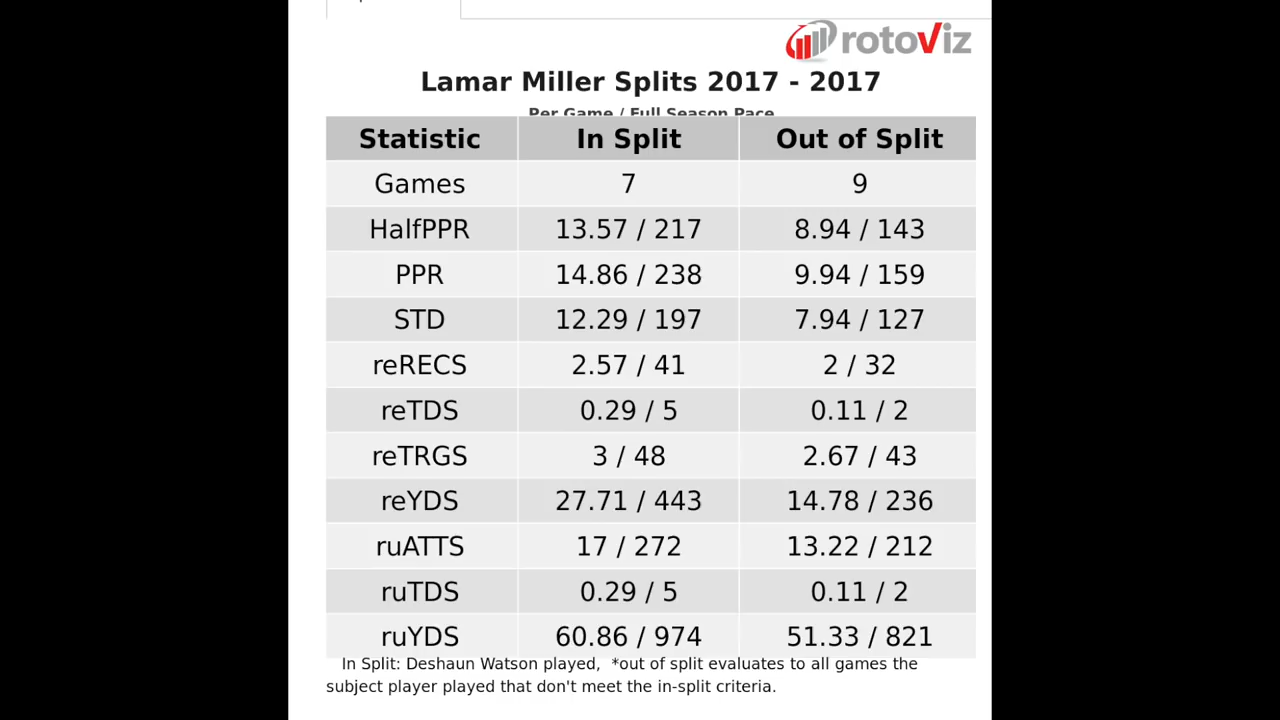 rotoviz
Lamar Miller Splits 2017 - 2017
Per Game / Full Season Pace
Statistic In Split Out of Split
Games 7 9
HalfPPR 13.57 / 217 8.94 / 143
PPR 14.86 / 238 9.94 / 159
STD 12.29 / 197 7.94 / 127
reRECS 2.57 / 41 2 / 32
reTDS 0.29 / 5 0.11 / 2
reTRGS 3 / 48 2.67 / 43
reYDS 27.71 / 443 14.78 / 236
ruATTS 17 / 272 13.22 / 212
ruTDS 0.29 / 5 0.11 / 2
ruYDS 60.86 / 974 51.33 / 821
In Split: Deshaun Watson played, *out of split evaluates to all games the
subject player played that don't meet the in-split criteria.